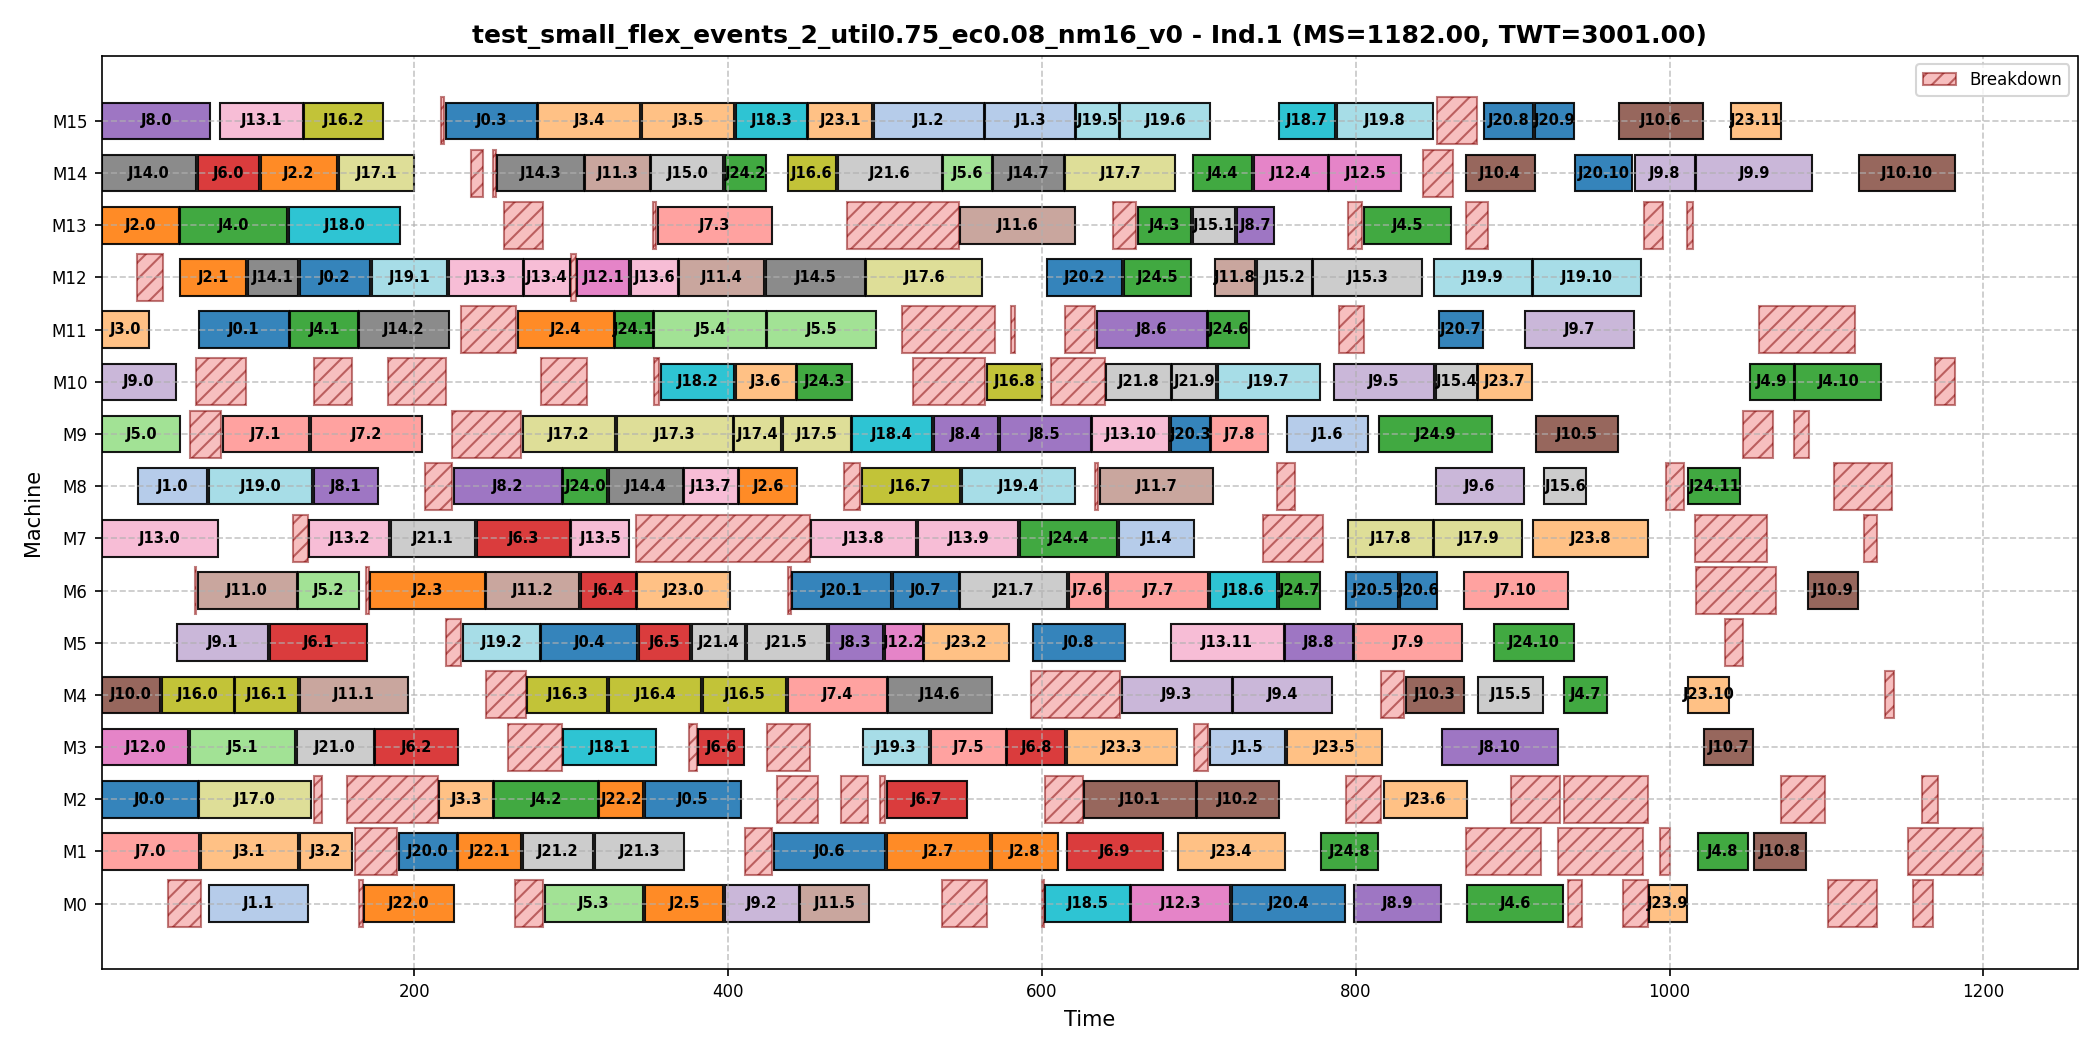 test_small_flex_events_2_util0.75_ec0.08_nm16_v0 - Ind.1 (MS=1182.00, TWT=3001.00)
Breakdown
M15 J8.0 J13.1 J16.2 J0.3 J3.4 J3.5 J18.3 J23.1 J1.2 J1.3 J19.5 J19.6 J18.7 J19.8 J20.8 J20.9 J10.6 J23.11
M14 J14.0 J6.0 J2.2 J17.1 J14.3 J11.3 J15.0 J24.2 J16.6 J21.6 J5.6 J14.7 J17.7 J4.4 J12.4 J12.5 J10.4 J20.10 J9.8 J9.9 J10.10
M13 J2.0 J4.0 J18.0 J7.3 J11.6 J4.3 J15.1 J8.7 J4.5
M12 J2.1 J14.1 J0.2 J19.1 J13.3 J13.4 J12.1 J13.6 J11.4 J14.5 J17.6 J20.2 J24.5 J11.8 J15.2 J15.3 J19.9 J19.10
M11 J3.0 J0.1 J4.1 J14.2 J2.4 J24.1 J5.4 J5.5 J8.6 J24.6 J20.7 J9.7
M10 J9.0 J18.2 J3.6 J24.3 J16.8 J21.8 J21.9 J19.7 J9.5 J15.4 J23.7 J4.9 J4.10
M9 J5.0 J7.1 J7.2 J17.2 J17.3 J17.4 J17.5 J18.4 J8.4 J8.5 J13.10 J20.3 J7.8 J1.6 J24.9 J10.5
M8 J1.0 J19.0 J8.1 J8.2 J24.0 J14.4 J13.7 J2.6 J16.7 J19.4 J11.7 J9.6 J15.6 J24.11
M7 J13.0 J13.2 J21.1 J6.3 J13.5 J13.8 J13.9 J24.4 J1.4 J17.8 J17.9 J23.8
M6 J11.0 J5.2 J2.3 J11.2 J6.4 J23.0 J20.1 J0.7 J21.7 J7.6 J7.7 J18.6 J24.7 J20.5 J20.6 J7.10 J10.9
M5 J9.1 J6.1 J19.2 J0.4 J6.5 J21.4 J21.5 J8.3 J12.2 J23.2 J0.8 J13.11 J8.8 J7.9 J24.10
M4 J10.0 J16.0 J16.1 J11.1 J16.3 J16.4 J16.5 J7.4 J14.6 J9.3 J9.4 J10.3 J15.5 J4.7 J23.10
M3 J12.0 J5.1 J21.0 J6.2 J18.1 J6.6 J19.3 J7.5 J6.8 J23.3 J1.5 J23.5 J8.10 J10.7
M2 J0.0 J17.0 J3.3 J4.2 J22.2 J0.5 J6.7 J10.1 J10.2 J23.6
M1 J7.0 J3.1 J3.2 J20.0 J22.1 J21.2 J21.3 J0.6 J2.7 J2.8 J6.9 J23.4 J24.8 J4.8 J10.8
M0 J1.1 J22.0 J5.3 J2.5 J9.2 J11.5 J18.5 J12.3 J20.4 J8.9 J4.6 J23.9
200 400 600 800 1000 1200
Time
Machine